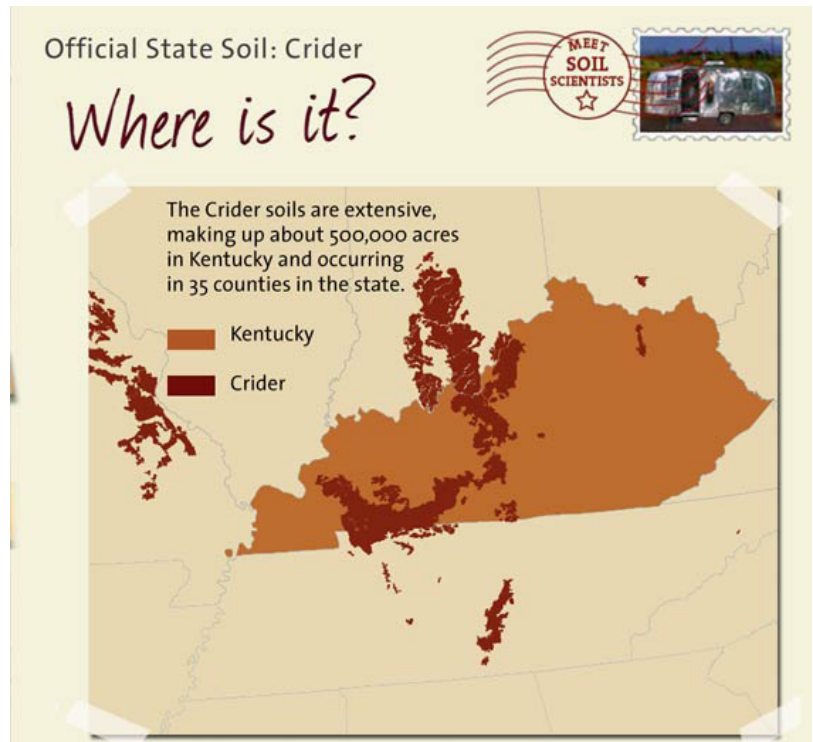 Official State Soil: Crider
Where is it?
MEET
SOIL
SCIENTISTS
The Crider soils are extensive,
making up about 500,000 acres
in Kentucky and occurring
in 35 counties in the state.
Kentucky
Crider